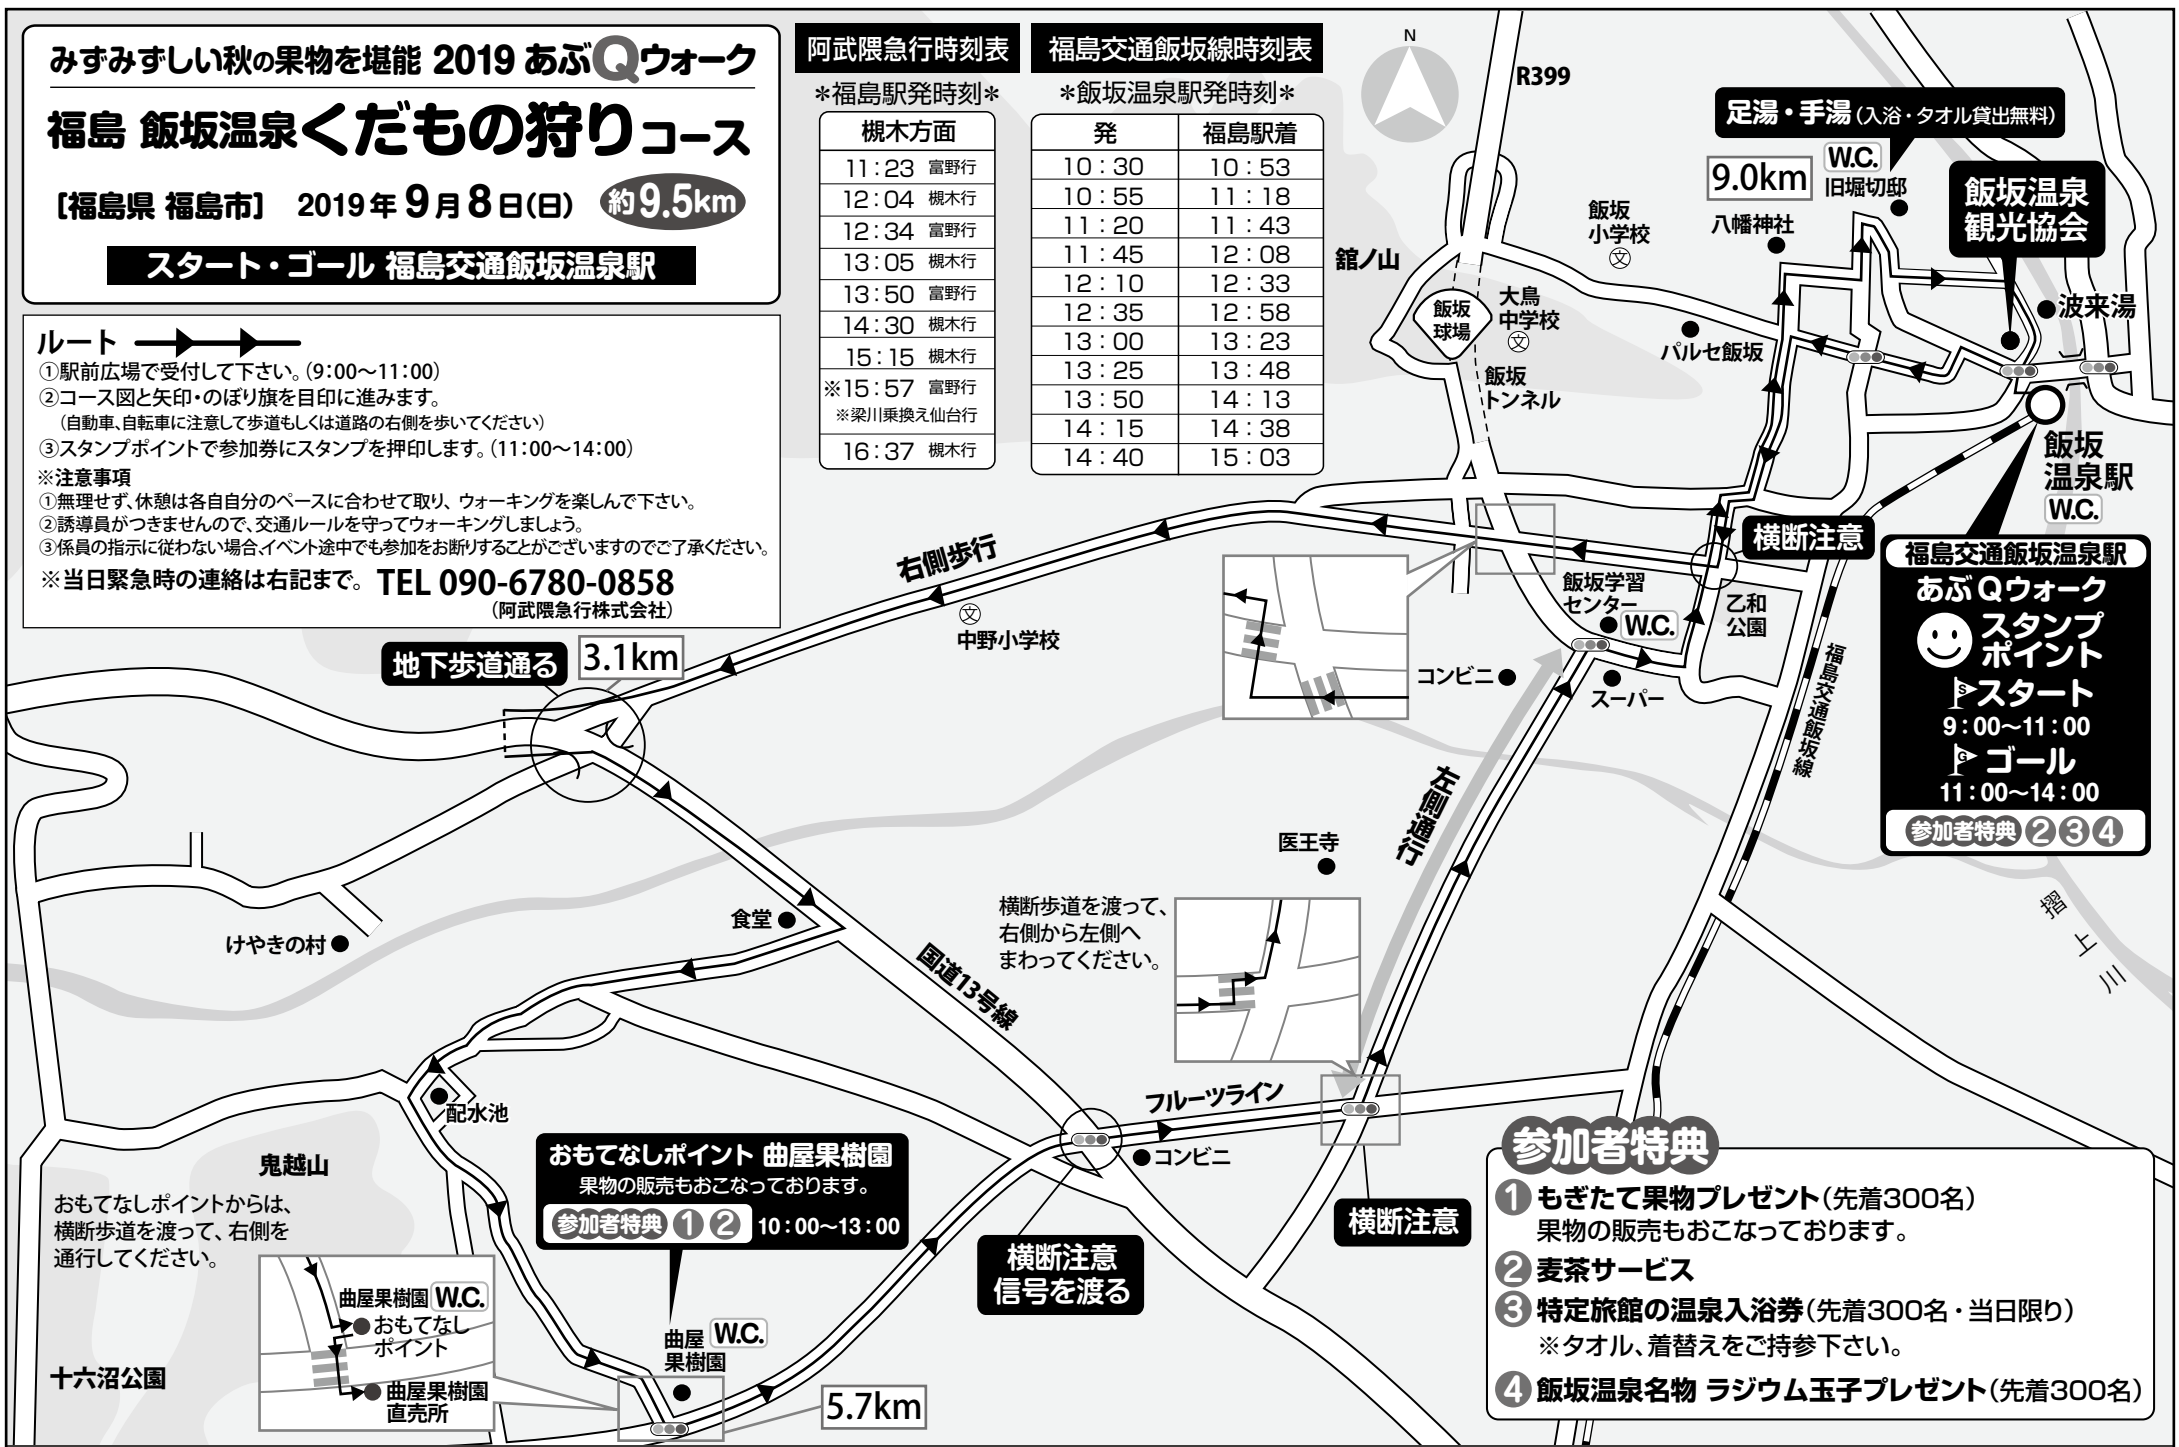 みずみずしい秋の果物を堪能 2019 あぶQウォーク
福島 飯坂温泉くだもの狩りコース
[福島県 福島市] 2019年9月8日(日) 約9.5km
スタート・ゴール 福島交通飯坂温泉駅
ルート
①駅前広場で受付して下さい。(9:00〜11:00)
②コース図と矢印・のぼり旗を目印に進みます。
(自動車、自転車に注意して歩道もしくは道路の右側を歩いてください)
③スタンプポイントで参加券にスタンプを押印します。(11:00〜14:00)
※注意事項
①無理せず、休憩は各自自分のペースに合わせて取り、ウォーキングを楽しんで下さい。
②誘導員がつきませんので、交通ルールを守ってウォーキングしましょう。
③係員の指示に従わない場合、イベント途中でも参加をお断りすることがございますのでご了承ください。
※当日緊急時の連絡は右記まで。 TEL 090-6780-0858
(阿武隈急行株式会社)
阿武隈急行時刻表
*福島駅発時刻*
槻木方面
11:23 富野行
12:04 槻木行
12:34 富野行
13:05 槻木行
13:50 富野行
14:30 槻木行
15:15 槻木行
※15:57 富野行
※梁川乗換え仙台行
16:37 槻木行
福島交通飯坂線時刻表
*飯坂温泉駅発時刻*
発 福島駅着
10:30 10:53
10:55 11:18
11:20 11:43
11:45 12:08
12:10 12:33
12:35 12:58
13:00 13:23
13:25 13:48
13:50 14:13
14:15 14:38
14:40 15:03
N
R399
足湯・手湯(入浴・タオル貸出無料)
W.C.
9.0km
旧堀切邸
八幡神社
飯坂温泉
観光協会
飯坂
小学校
文
舘ノ山
飯坂
球場
大鳥
中学校
文
パルセ飯坂
波来湯
飯坂
トンネル
飯坂
温泉駅
W.C.
横断注意
右側歩行
文
中野小学校
飯坂学習
センター
W.C.
乙和
公園
コンビニ
スーパー
福島交通飯坂線
福島交通飯坂温泉駅
あぶQウォーク
スタンプ
ポイント
S スタート
9:00〜11:00
G ゴール
11:00〜14:00
参加者特典 ② ③ ④
地下歩道通る
3.1km
左側通行
医王寺
横断歩道を渡って、
右側から左側へ
まわってください。
摺上川
食堂
けやきの村
国道13号線
フルーツライン
配水池
鬼越山
コンビニ
おもてなしポイント 曲屋果樹園
果物の販売もおこなっております。
参加者特典 ① ② 10:00〜13:00
おもてなしポイントからは、
横断歩道を渡って、右側を
通行してください。
曲屋果樹園 W.C.
おもてなし
ポイント
曲屋果樹園
直売所
十六沼公園
曲屋
果樹園
W.C.
5.7km
横断注意
信号を渡る
横断注意
参加者特典
① もぎたて果物プレゼント(先着300名)
果物の販売もおこなっております。
② 麦茶サービス
③ 特定旅館の温泉入浴券(先着300名・当日限り)
※タオル、着替えをご持参下さい。
④ 飯坂温泉名物 ラジウム玉子プレゼント(先着300名)